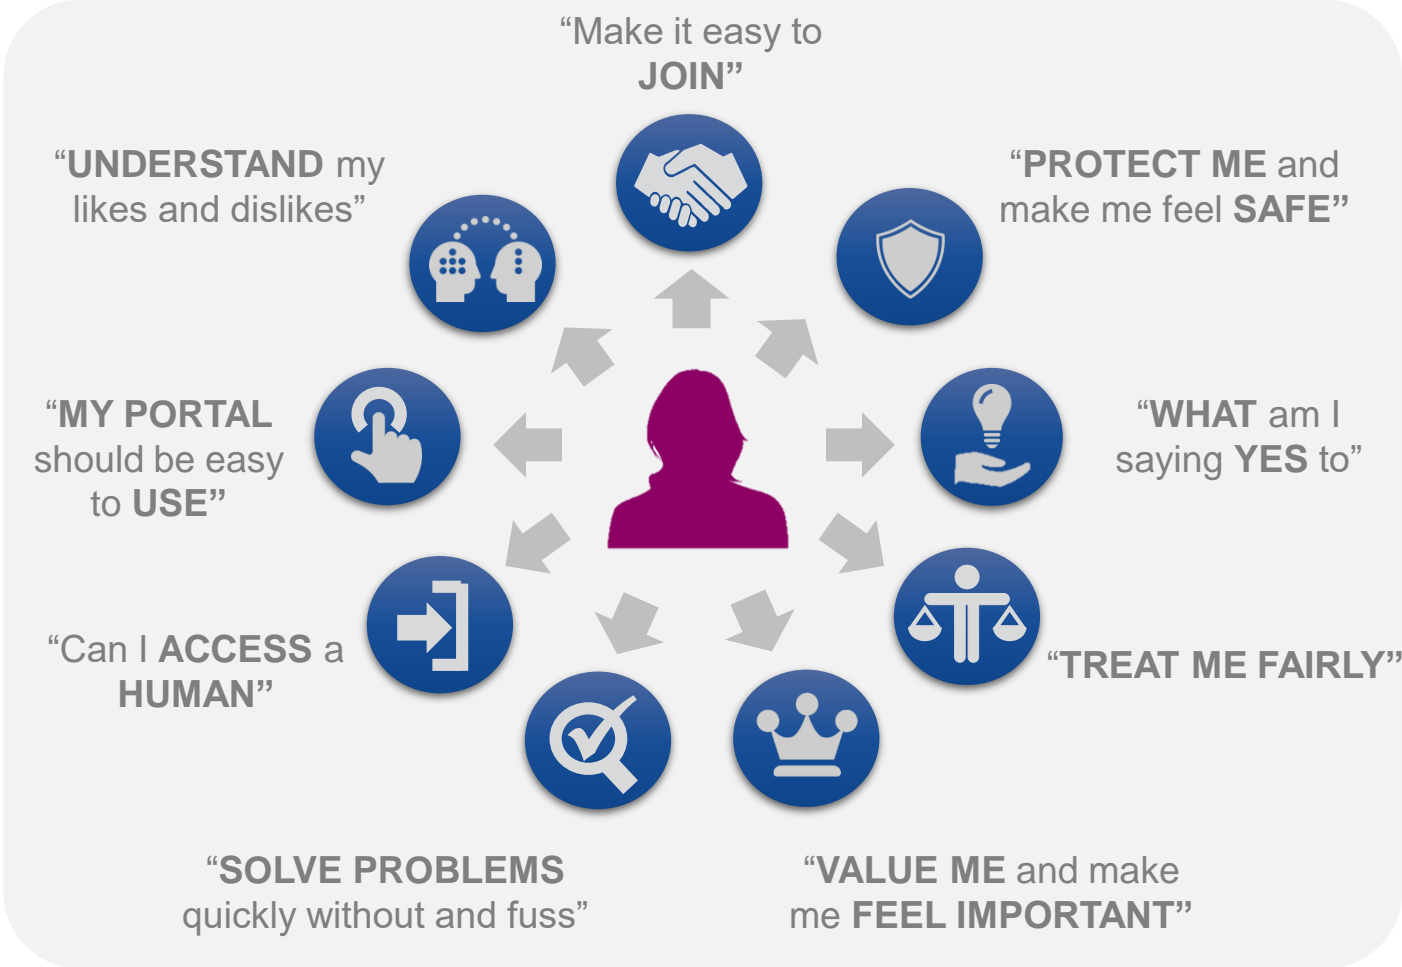 “Make it easy to
JOIN”
“UNDERSTAND my
likes and dislikes”
“PROTECT ME and
make me feel SAFE”
“MY PORTAL
should be easy
to USE”
“WHAT am I
saying YES to”
“Can I ACCESS a
HUMAN”
“TREAT ME FAIRLY”
“SOLVE PROBLEMS
quickly without and fuss”
“VALUE ME and make
me FEEL IMPORTANT”